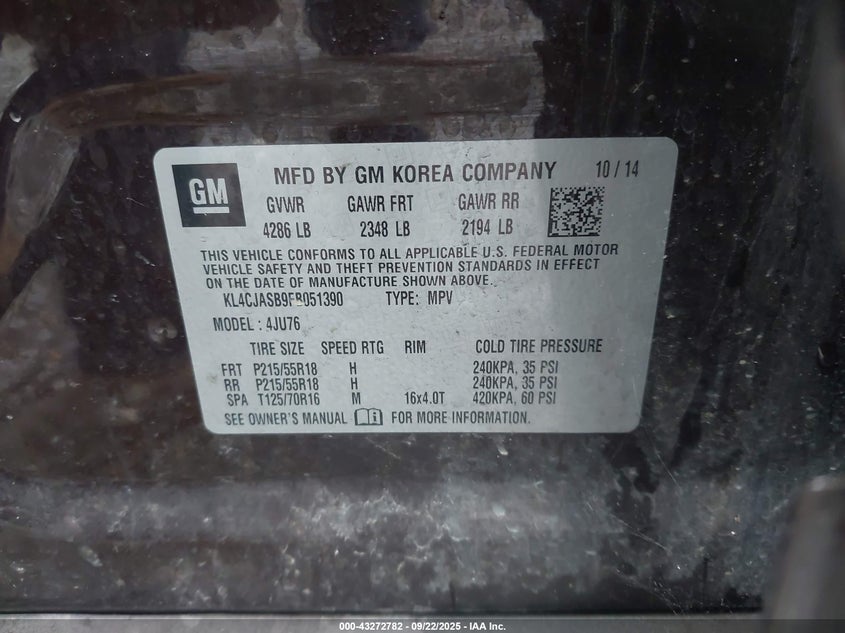 GM
MFD BY GM KOREA COMPANY 10 / 14
GVWR GAWR FRT GAWR RR
4286 LB 2348 LB 2194 LB
THIS VEHICLE CONFORMS TO ALL APPLICABLE U.S. FEDERAL MOTOR
VEHICLE SAFETY AND THEFT PREVENTION STANDARDS IN EFFECT
ON THE DATE OF MANUFACTURE SHOWN ABOVE.
KL4CJASB9FB051390 TYPE: MPV
MODEL : 4JU76
TIRE SIZE SPEED RTG RIM COLD TIRE PRESSURE
FRT P215/55R18 H 240KPA, 35 PSI
RR P215/55R18 H 240KPA, 35 PSI
SPA T125/70R16 M 16x4.0T 420KPA, 60 PSI
SEE OWNER'S MANUAL FOR MORE INFORMATION.
000-43272782 - 09/22/2025 - IAA Inc.